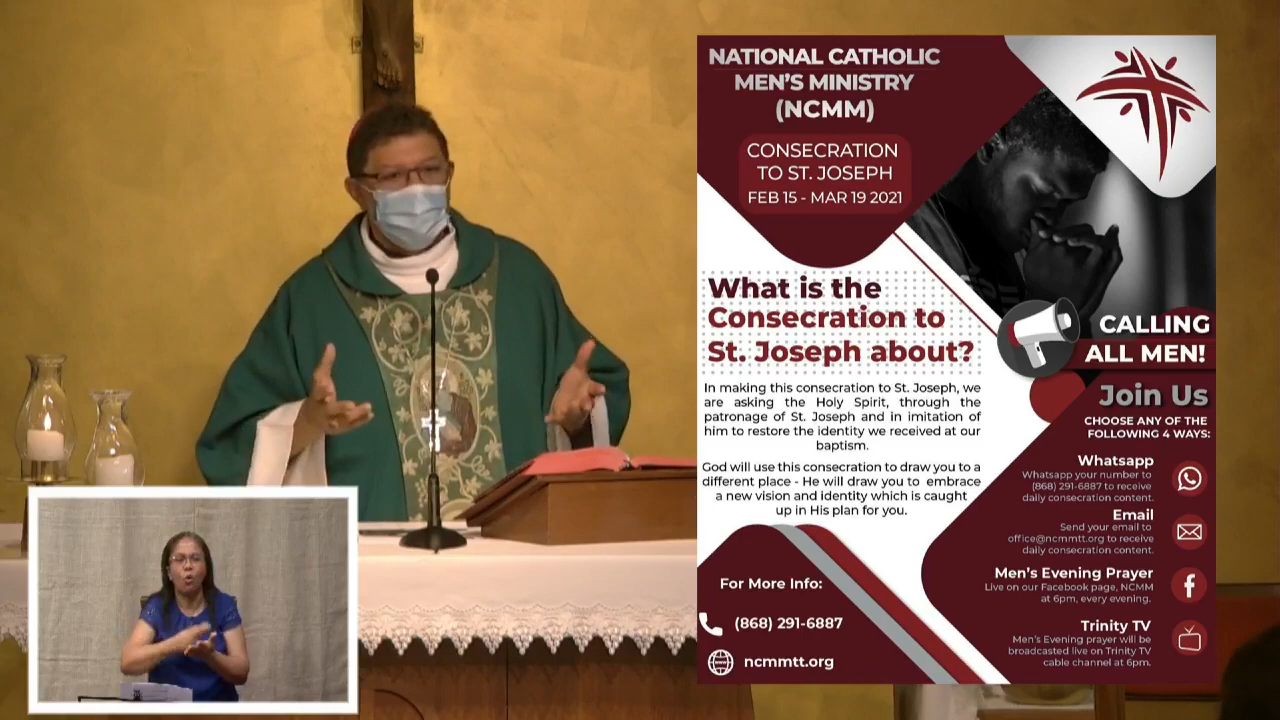 NATIONAL CATHOLIC
MEN'S MINISTRY
(NCMM)
CONSECRATION
TO ST. JOSEPH
FEB 15 - MAR 19 2021
What is the
Consecration to
St. Joseph about?
In making this consecration to St. Joseph, we
are asking the Holy Spirit, through the
patronage of St. Joseph and in imitation of
him to restore the identity we received at our
baptism.
God will use this consecration to draw you to a
different place - He will draw you to embrace
a new vision and identity which is caught
up in His plan for you.
For More Info:
(868) 291-6887
ncmmtt.org
CALLING
ALL MEN!
Join Us
CHOOSE ANY OF THE
FOLLOWING 4 WAYS:
Whatsapp
Whatsapp your number to
(868) 291-6887 to receive
daily consecration content.
Email
Send your email to
office@ncmmtt.org to receive
daily consecration content.
Men's Evening Prayer
Live on our Facebook page, NCMM
at 6pm, every evening.
Trinity TV
Men's Evening prayer will be
broadcasted live on Trinity TV
cable channel at 6pm.